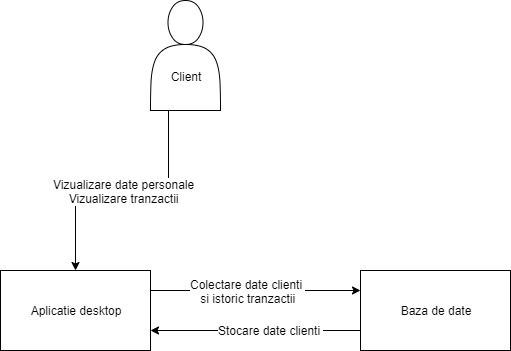 Client
Vizualizare date personale
Vizualizare tranzactii
Aplicatie desktop
Colectare date clienti
si istoric tranzactii
Stocare date clienti
Baza de date